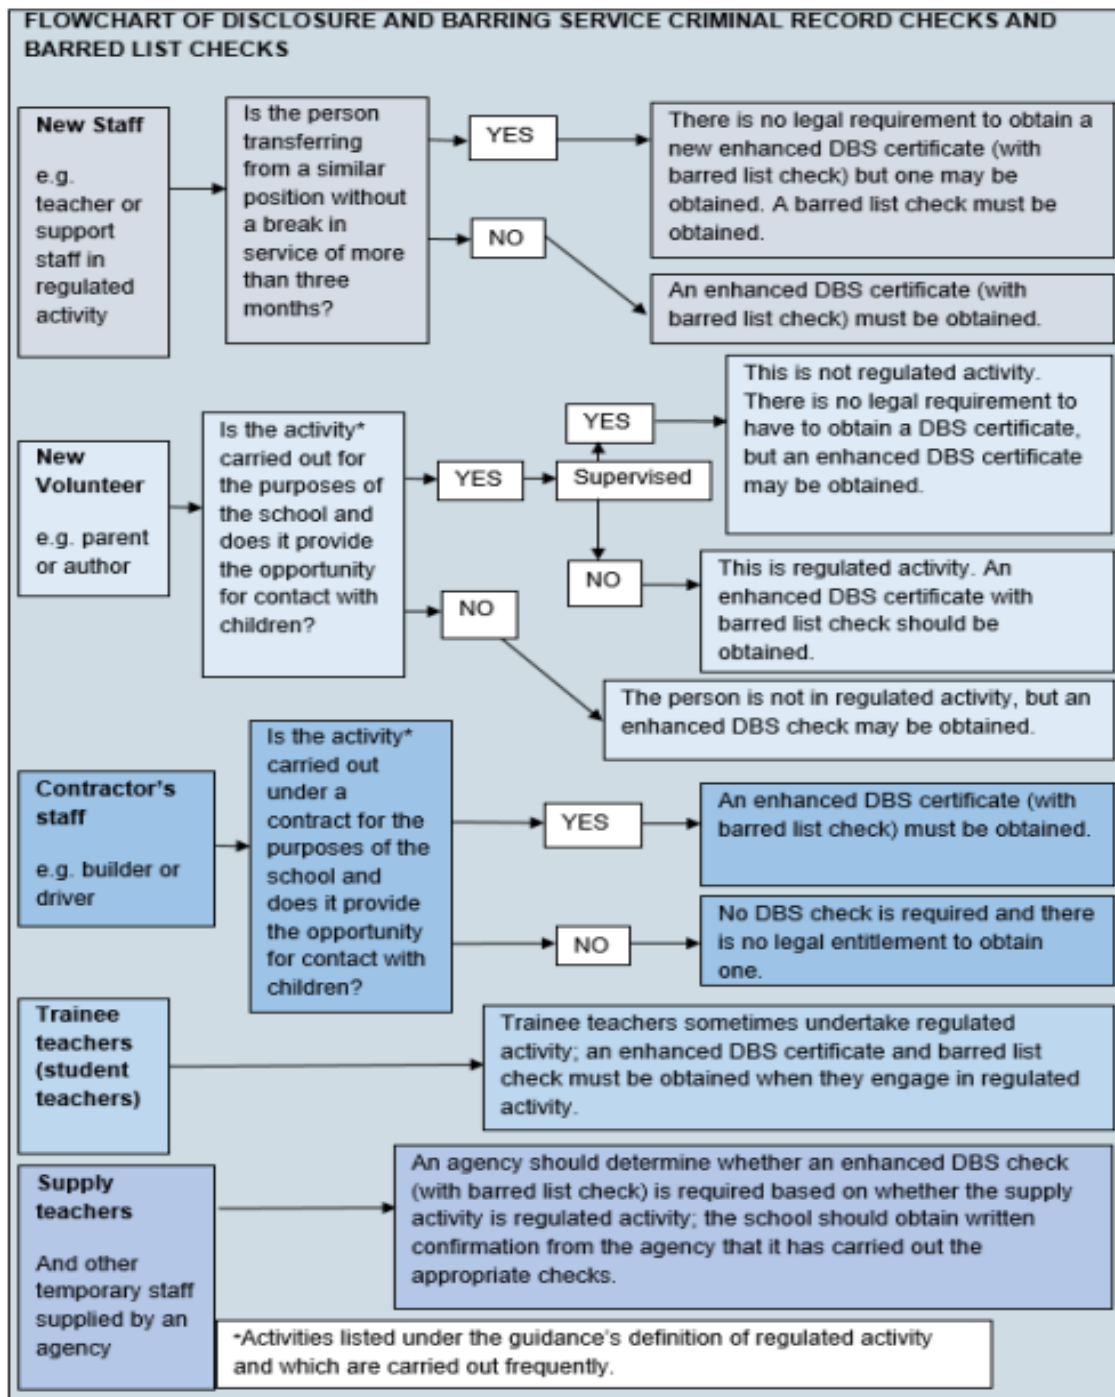 FLOWCHART OF DISCLOSURE AND BARRING SERVICE CRIMINAL RECORD CHECKS AND
BARRED LIST CHECKS
New Staff
e.g.
teacher or
support
staff in
regulated
activity
Is the person
transferring
from a similar
position without
a break in
service of more
than three
months?
YES
There is no legal requirement to obtain a
new enhanced DBS certificate (with
barred list check) but one may be
obtained. A barred list check must be
obtained.
NO
An enhanced DBS certificate (with
barred list check) must be obtained.
New
Volunteer
e.g. parent
or author
Is the activity*
carried out for
the purposes of
the school and
does it provide
the opportunity
for contact with
children?
YES
Supervised
YES
This is not regulated activity.
There is no legal requirement to
have to obtain a DBS certificate,
but an enhanced DBS certificate
may be obtained.
NO
This is regulated activity. An
enhanced DBS certificate with
barred list check should be
obtained.
NO
The person is not in regulated activity, but an
enhanced DBS check may be obtained.
Contractor's
staff
e.g. builder or
driver
Is the activity*
carried out
under a
contract for the
purposes of the
school and
does it provide
the opportunity
for contact with
children?
YES
An enhanced DBS certificate (with
barred list check) must be obtained.
NO
No DBS check is required and there
is no legal entitlement to obtain
one.
Trainee
teachers
(student
teachers)
Trainee teachers sometimes undertake regulated
activity; an enhanced DBS certificate and barred list
check must be obtained when they engage in regulated
activity.
Supply
teachers
And other
temporary staff
supplied by an
agency
An agency should determine whether an enhanced DBS check
(with barred list check) is required based on whether the supply
activity is regulated activity; the school should obtain written
confirmation from the agency that it has carried out the
appropriate checks.
*Activities listed under the guidance's definition of regulated activity
and which are carried out frequently.